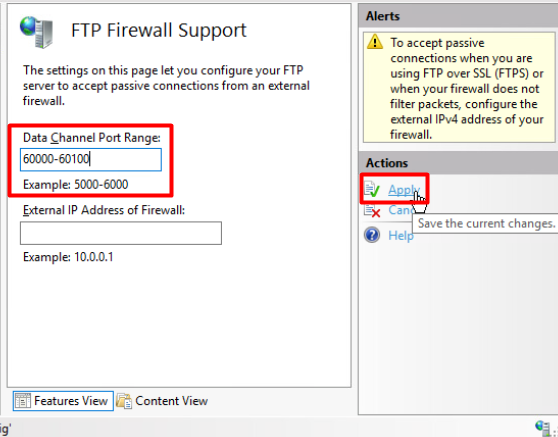 FTP Firewall Support
The settings on this page let you configure your FTP
server to accept passive connections from an external
firewall.
Data Channel Port Range:
60000-60100
Example: 5000-6000
External IP Address of Firewall:
Example: 10.0.0.1
Features View
Content View
ig'
Alerts
To accept passive
connections when you are
using FTP over SSL (FTPS) or
when your firewall does not
filter packets, configure the
external IPv4 address of your
firewall.
Actions
Apply
Save the current changes.
Help